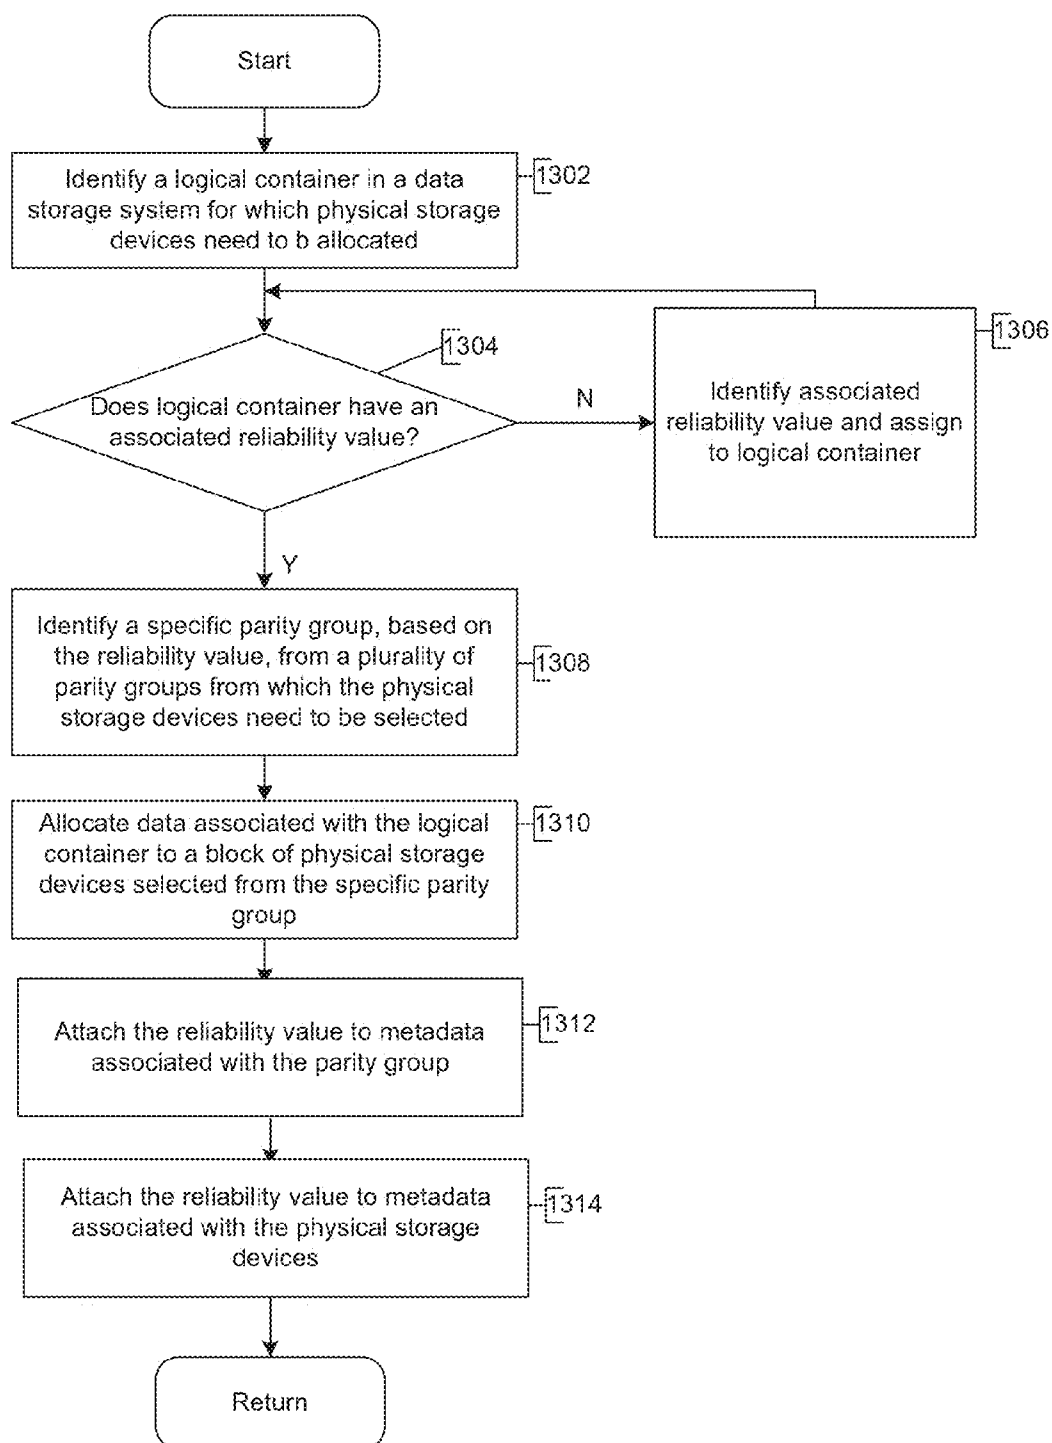 Start
Identify a logical container in a data
storage system for which physical storage
devices need to b allocated
1302
1304
Does logical container have an
associated reliability value?
N
1306
Identify associated
reliability value and assign
to logical container
Y
Identify a specific parity group, based on
the reliability value, from a plurality of
parity groups from which the physical
storage devices need to be selected
1308
Allocate data associated with the logical
container to a block of physical storage
devices selected from the specific parity
group
1310
Attach the reliability value to metadata
associated with the parity group
1312
Attach the reliability value to metadata
associated with the physical storage
devices
1314
Return